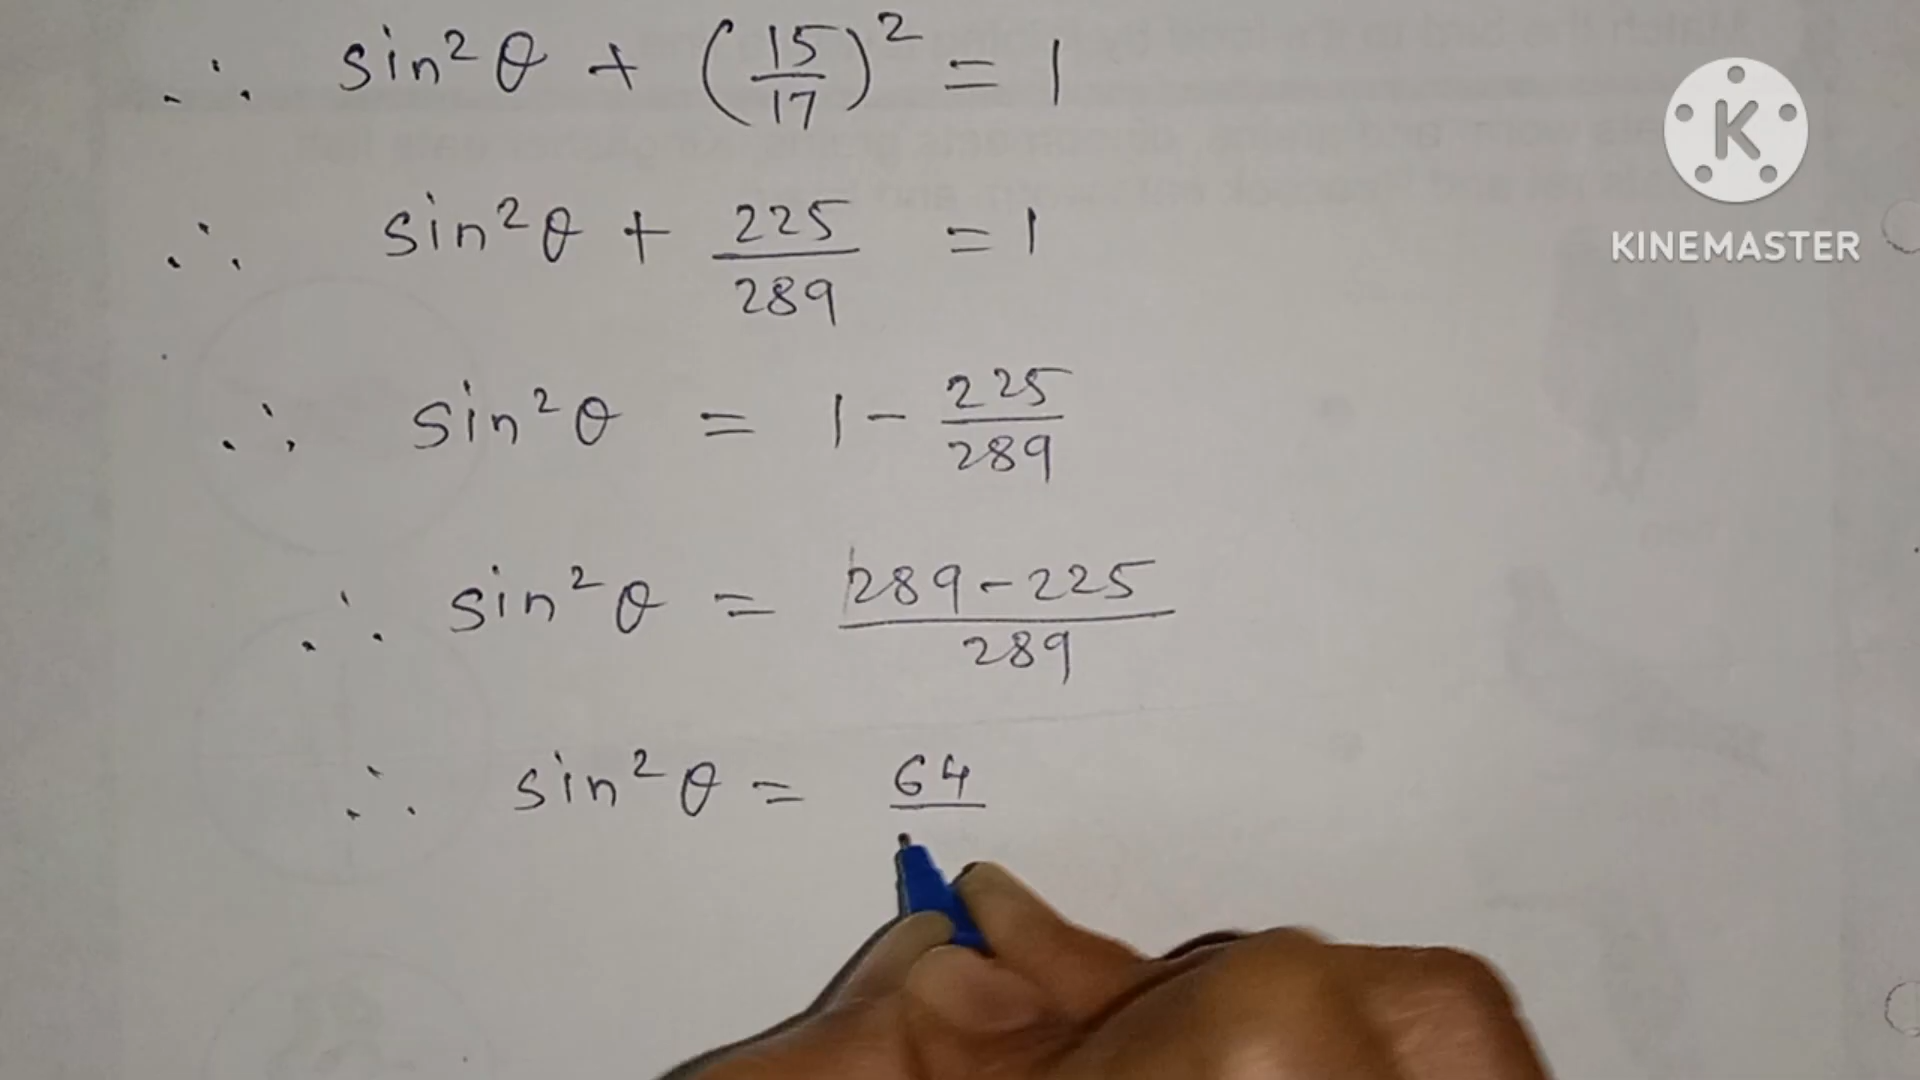 ∴ sin²θ + (15/17)² = 1
∴ sin²θ + 225/289 = 1
∴ sin²θ = 1 - 225/289
∴ sin²θ = 289-225/289
∴ sin²θ = 64
K
KINEMASTER